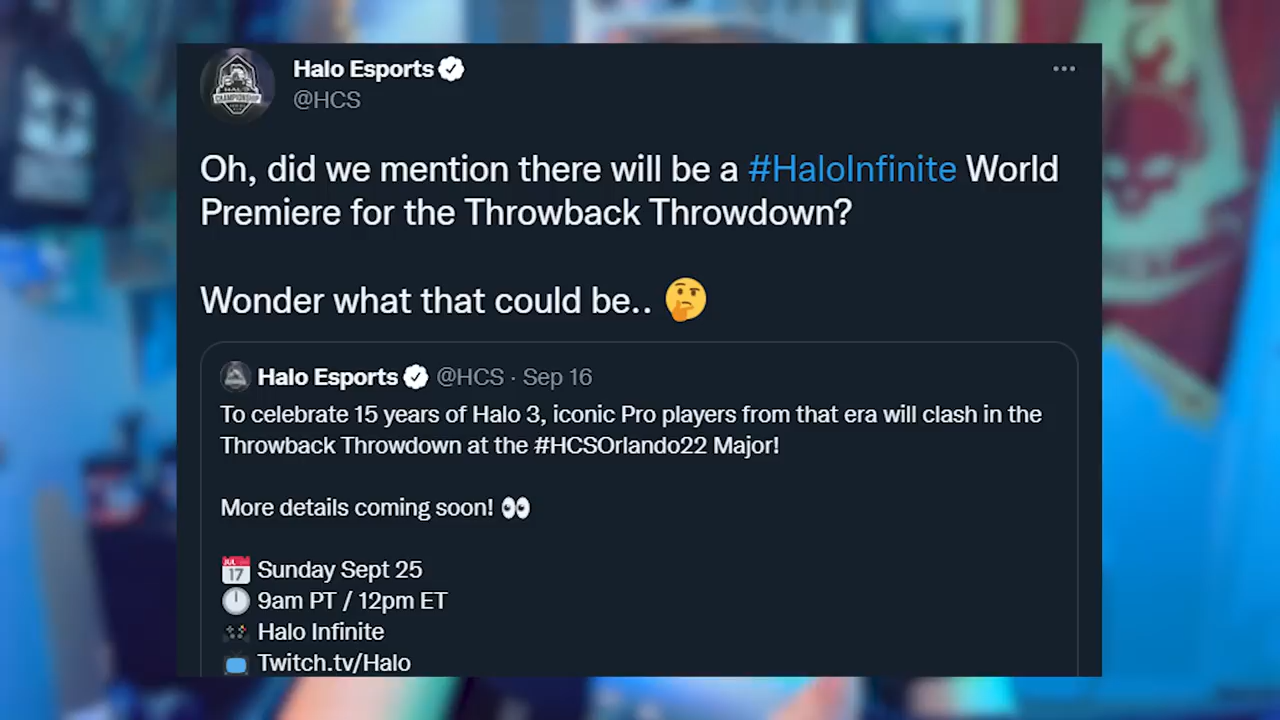 Halo Esports
@HCS
Oh, did we mention there will be a #HaloInfinite World
Premiere for the Throwback Throwdown?
Wonder what that could be.. 🤔
Halo Esports @HCS · Sep 16
To celebrate 15 years of Halo 3, iconic Pro players from that era will clash in the
Throwback Throwdown at the #HCSOrlando22 Major!
More details coming soon! 👀
JUL
17
Sunday Sept 25
9am PT / 12pm ET
Halo Infinite
Twitch.tv/Halo